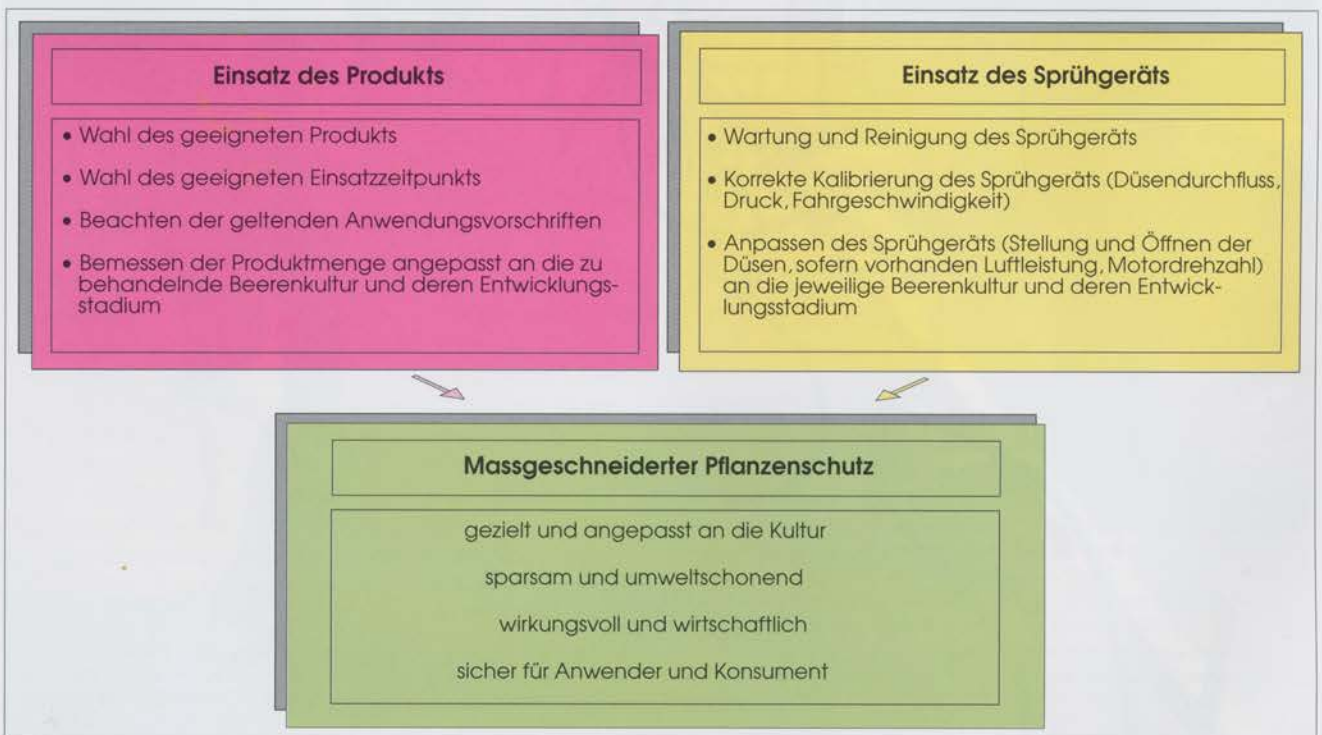 Einsatz des Produkts
• Wahl des geeigneten Produkts
• Wahl des geeigneten Einsatzzeitpunkts
• Beachten der geltenden Anwendungsvorschriften
• Bemessen der Produktmenge angepasst an die zu
behandelnde Beerenkultur und deren Entwicklungs-
stadium
Einsatz des Sprühgeräts
• Wartung und Reinigung des Sprühgeräts
• Korrekte Kalibrierung des Sprühgeräts (Düsendurchfluss,
Druck, Fahrgeschwindigkeit)
• Anpassen des Sprühgeräts (Stellung und Öffnen der
Düsen, sofern vorhanden Luftleistung, Motordrehzahl)
an die jeweilige Beerenkultur und deren Entwick-
lungsstadium
Massgeschneiderter Pflanzenschutz
gezielt und angepasst an die Kultur
sparsam und umweltschonend
wirkungsvoll und wirtschaftlich
sicher für Anwender und Konsument